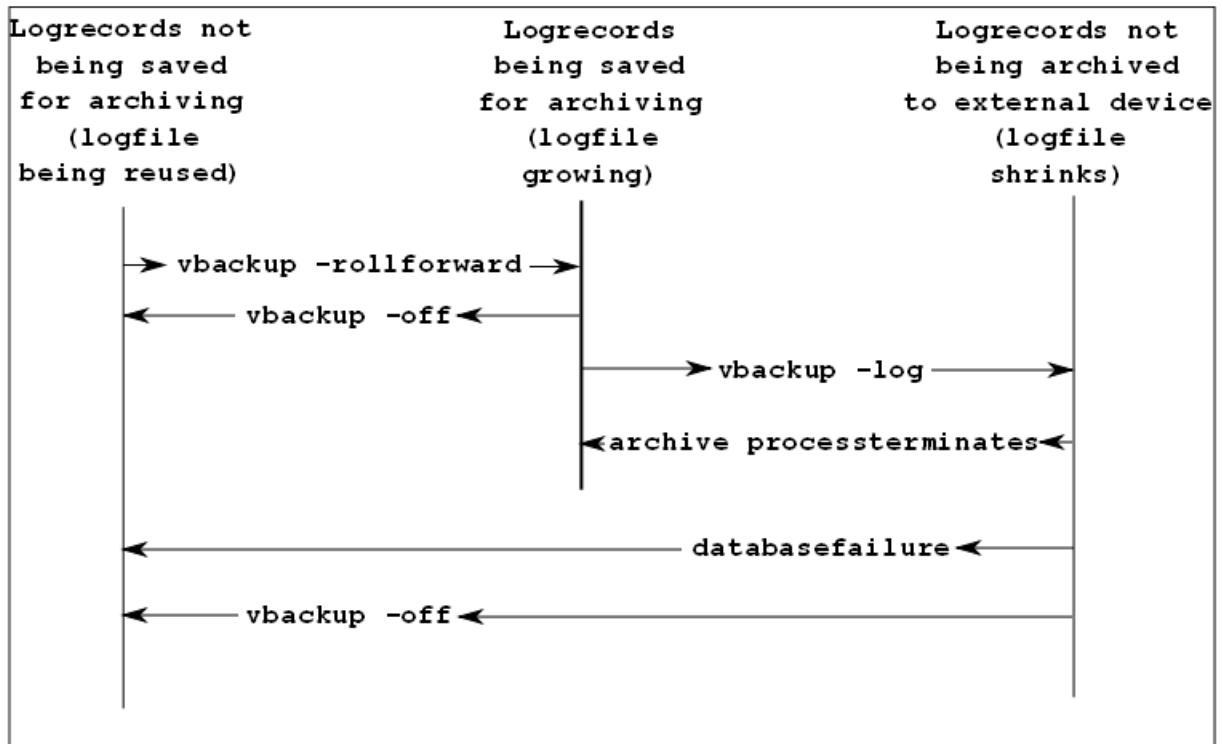 Logrecords not
being saved
for archiving
(logfile
being reused)
Logrecords
being saved
for archiving
(logfile
growing)
Logrecords not
being archived
to external device
(logfile
shrinks)
vbackup -rollforward
vbackup -off
vbackup -log
archive processterminates
databasefailure
vbackup -off